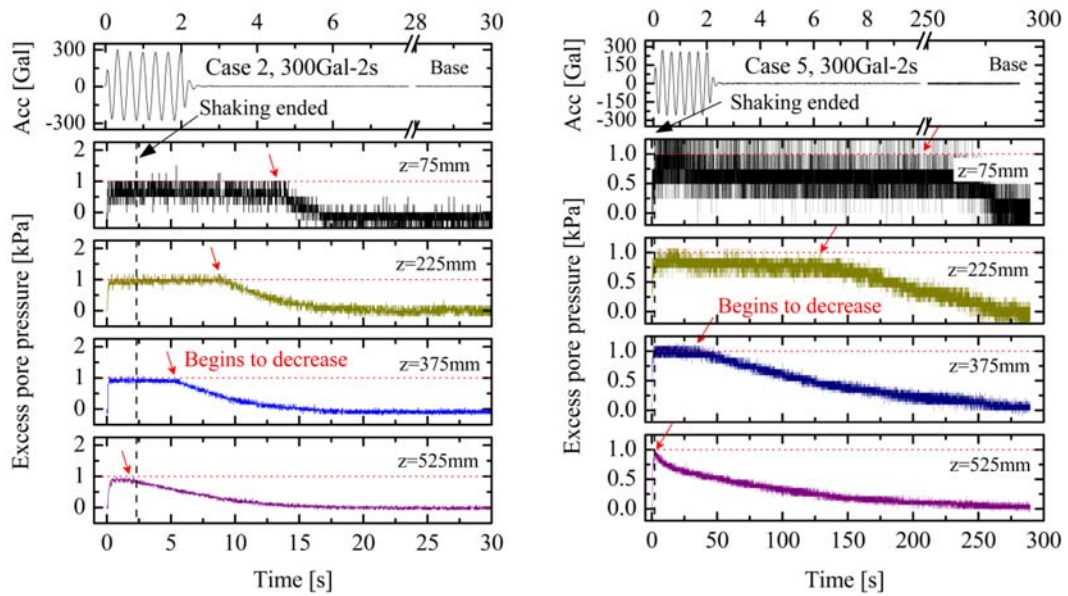 0 2 4 6 28 30
300
0
-300
Acc [Gal]
Case 2, 300Gal-2s
Base
Shaking ended
2
1
0
z=75mm
2
1
0
z=225mm
2
1
0
Begins to decrease
z=375mm
2
1
0
z=525mm
Excess pore pressure [kPa]
0 5 10 15 20 25 30
Time [s]
0 2 4 6 8 250 300
300
150
0
-150
-300
Acc [Gal]
Case 5, 300Gal-2s
Base
Shaking ended
1.0
0.5
0.0
z=75mm
1.0
0.5
0.0
z=225mm
Begins to decrease
1.0
0.5
0.0
z=375mm
1.0
0.5
0.0
z=525mm
Excess pore pressure [kPa]
0 50 100 150 200 250 300
Time [s]